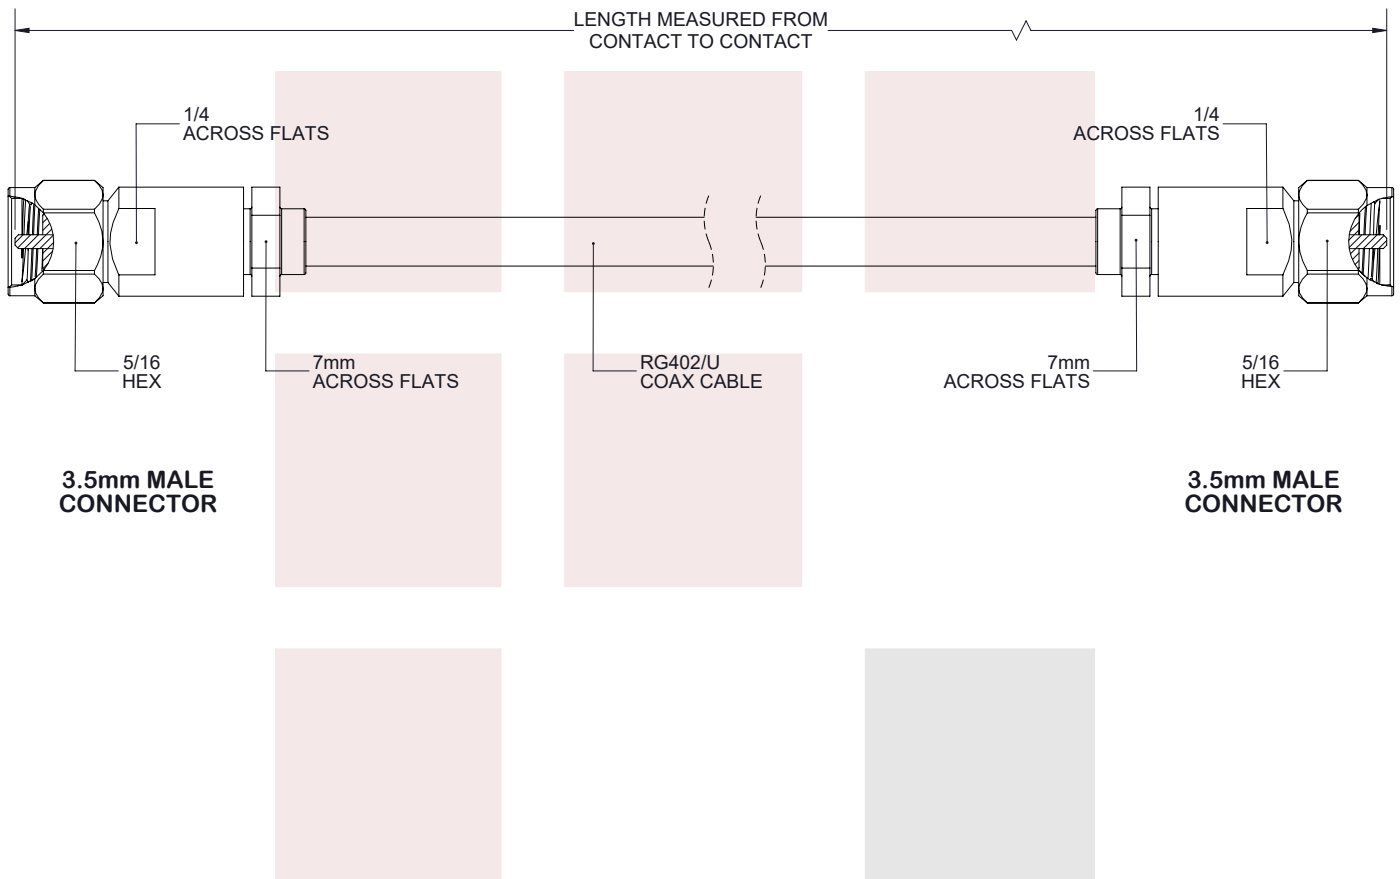 LENGTH MEASURED FROM
CONTACT TO CONTACT
1/4
ACROSS FLATS
1/4
ACROSS FLATS
5/16
HEX
7mm
ACROSS FLATS
RG402/U
COAX CABLE
7mm
ACROSS FLATS
5/16
HEX
3.5mm MALE
CONNECTOR
3.5mm MALE
CONNECTOR